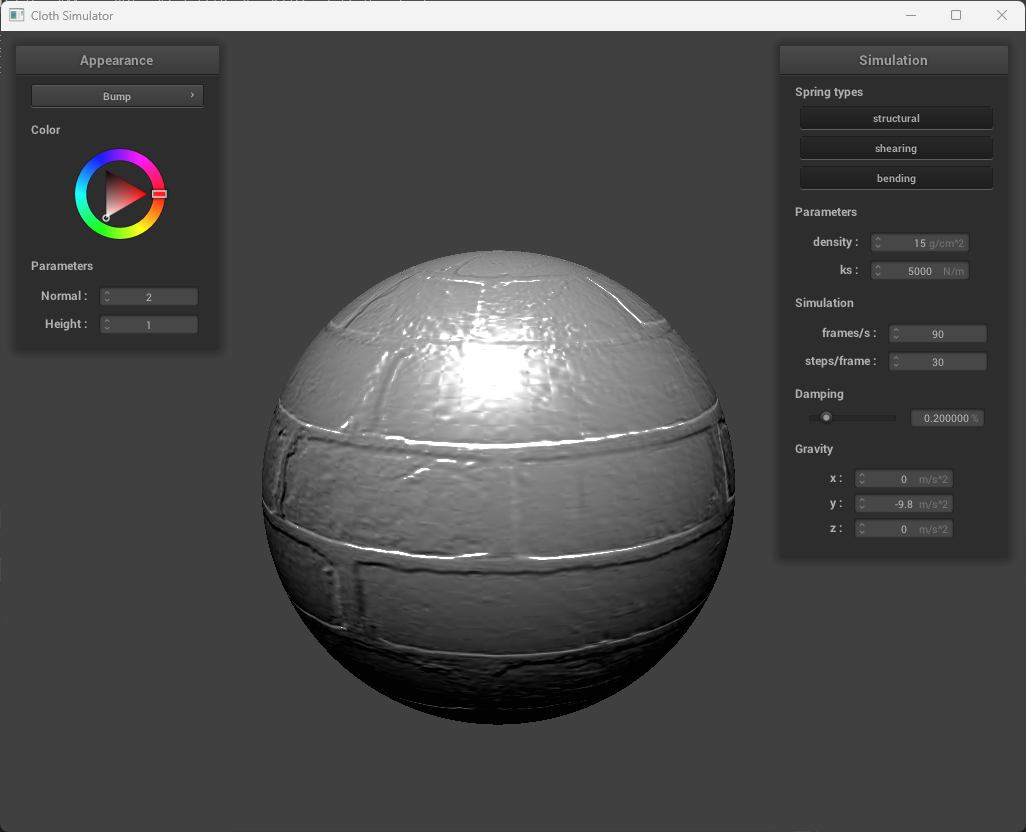 Cloth Simulator
Appearance
Bump
Color
Parameters
Normal : 2
Height : 1
Simulation
Spring types
structural
shearing
bending
Parameters
density : 15 g/cm^2
ks : 5000 N/m
Simulation
frames/s : 90
steps/frame : 30
Damping
0.200000 %
Gravity
x : 0 m/s^2
y : -9.8 m/s^2
z : 0 m/s^2